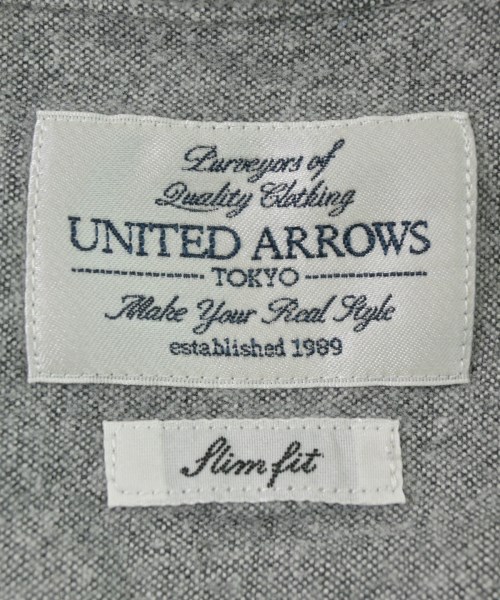 Purveyors of
Quality Clothing
UNITED ARROWS
TOKYO
Make Your Real Style
established 1989
Slim fit